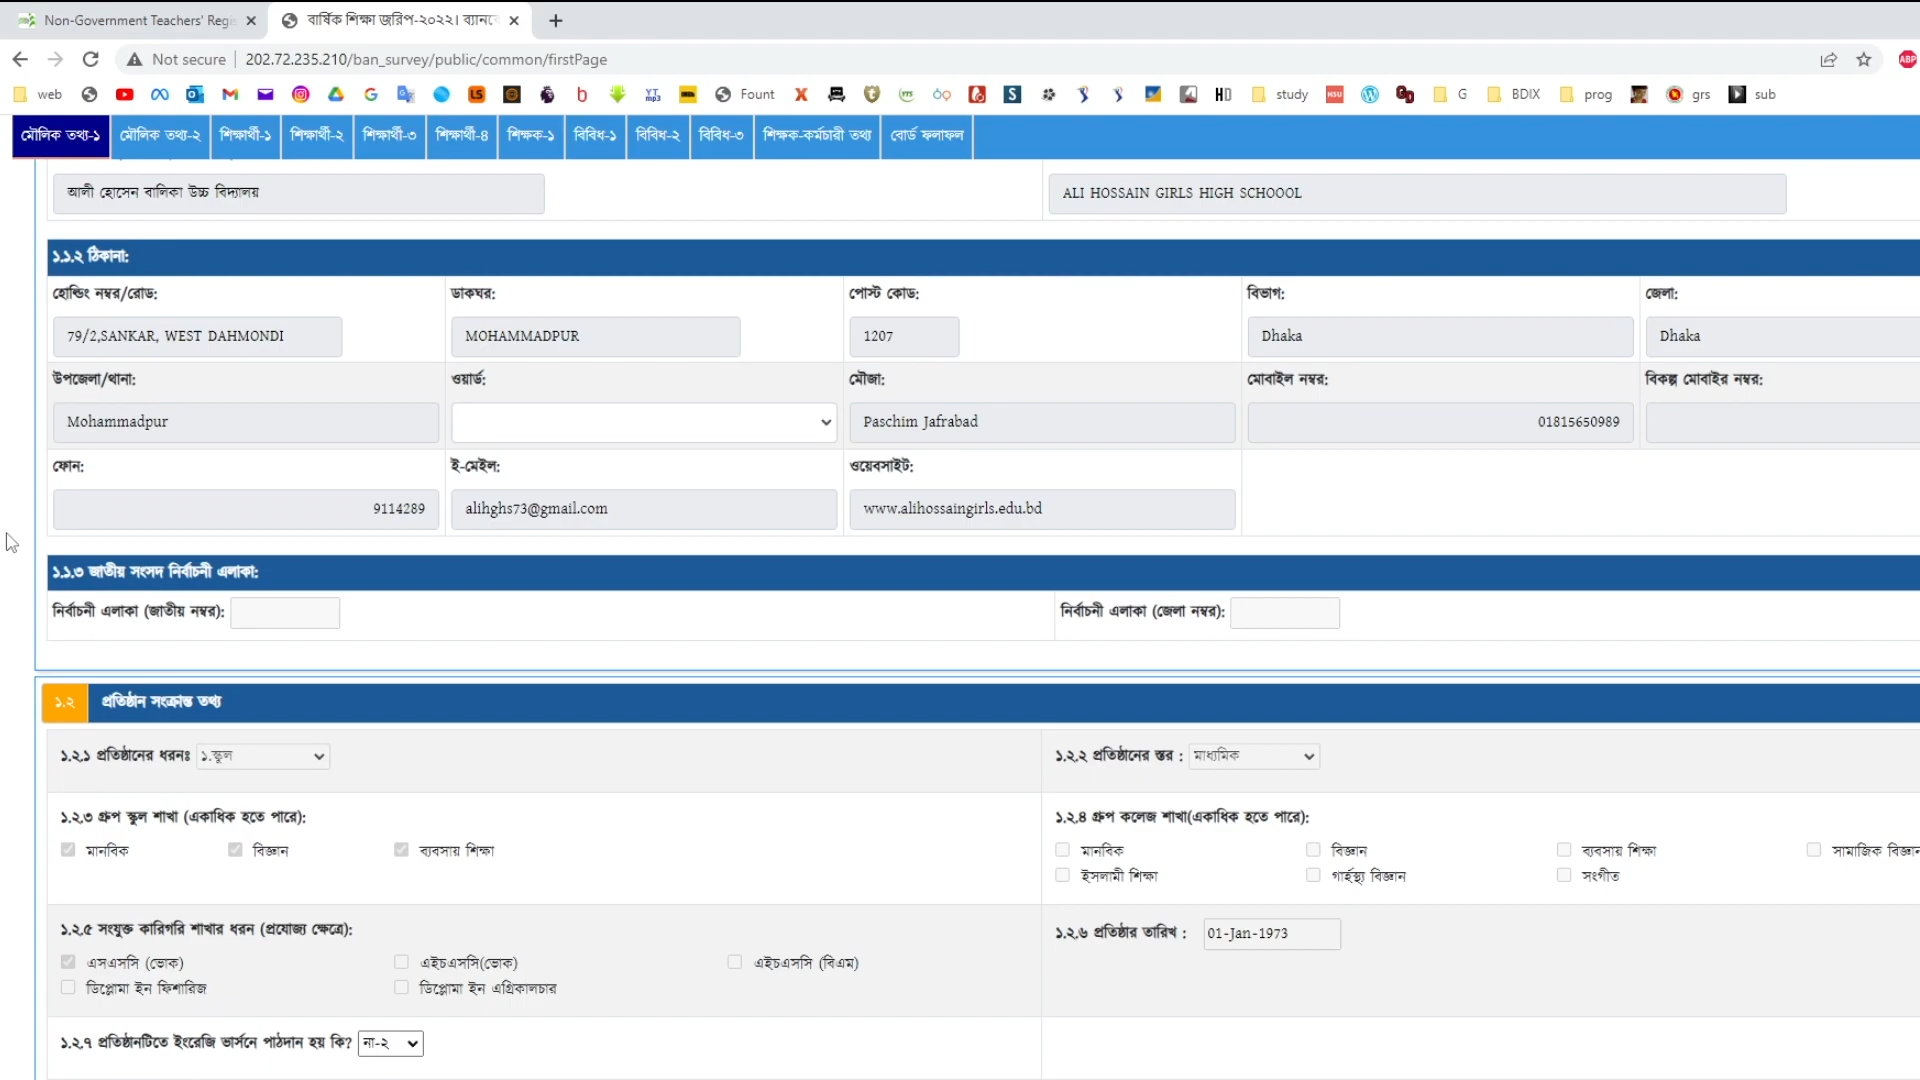 Non-Government Teachers' Regis
বার্ষিক শিক্ষা জরিপ-২০২২। ব্যানবে
Not secure 202.72.235.210/ban_survey/public/common/firstPage
web Fount study G BDIX prog grs sub
মৌলিক তথ্য-১ মৌলিক তথ্য-২ শিক্ষার্থী-১ শিক্ষার্থী-২ শিক্ষার্থী-৩ শিক্ষার্থী-৪ শিক্ষক-১ বিবিধ-১ বিবিধ-২ বিবিধ-৩ শিক্ষক-কর্মচারী তথ্য বোর্ড ফলাফল
আলী হোসেন বালিকা উচ্চ বিদ্যালয় ALI HOSSAIN GIRLS HIGH SCHOOOL
১.১.২ ঠিকানা:
হোল্ডিং নম্বর/রোড: ডাকঘর: পোস্ট কোড: বিভাগ: জেলা:
79/2,SANKAR, WEST DAHMONDI MOHAMMADPUR 1207 Dhaka Dhaka
উপজেলা/থানা: ওয়ার্ড: মৌজা: মোবাইল নম্বর: বিকল্প মোবাইর নম্বর:
Mohammadpur Paschim Jafrabad 01815650989
ফোন: ই-মেইল: ওয়েবসাইট:
9114289 alihghs73@gmail.com www.alihossaingirls.edu.bd
১.১.৩ জাতীয় সংসদ নির্বাচনী এলাকা:
নির্বাচনী এলাকা (জাতীয় নম্বর): নির্বাচনী এলাকা (জেলা নম্বর):
১.২ প্রতিষ্ঠান সংক্রান্ত তথ্য
১.২.১ প্রতিষ্ঠানের ধরনঃ ১.স্কুল ১.২.২ প্রতিষ্ঠানের স্তর : মাধ্যমিক
১.২.৩ গ্রুপ স্কুল শাখা (একাধিক হতে পারে): ১.২.৪ গ্রুপ কলেজ শাখা(একাধিক হতে পারে):
মানবিক বিজ্ঞান ব্যবসায় শিক্ষা মানবিক বিজ্ঞান ব্যবসায় শিক্ষা সামাজিক বিজ্ঞান
ইসলামী শিক্ষা গার্হস্থ্য বিজ্ঞান সংগীত
১.২.৫ সংযুক্ত কারিগরি শাখার ধরন (প্রযোজ্য ক্ষেত্রে): ১.২.৬ প্রতিষ্ঠার তারিখ : 01-Jan-1973
এসএসসি (ভোক) এইচএসসি(ভোক) এইচএসসি (বিএম)
ডিপ্লোমা ইন ফিশারিজ ডিপ্লোমা ইন এগ্রিকালচার
১.২.৭ প্রতিষ্ঠানটিতে ইংরেজি ভার্সনে পাঠদান হয় কি? না-২